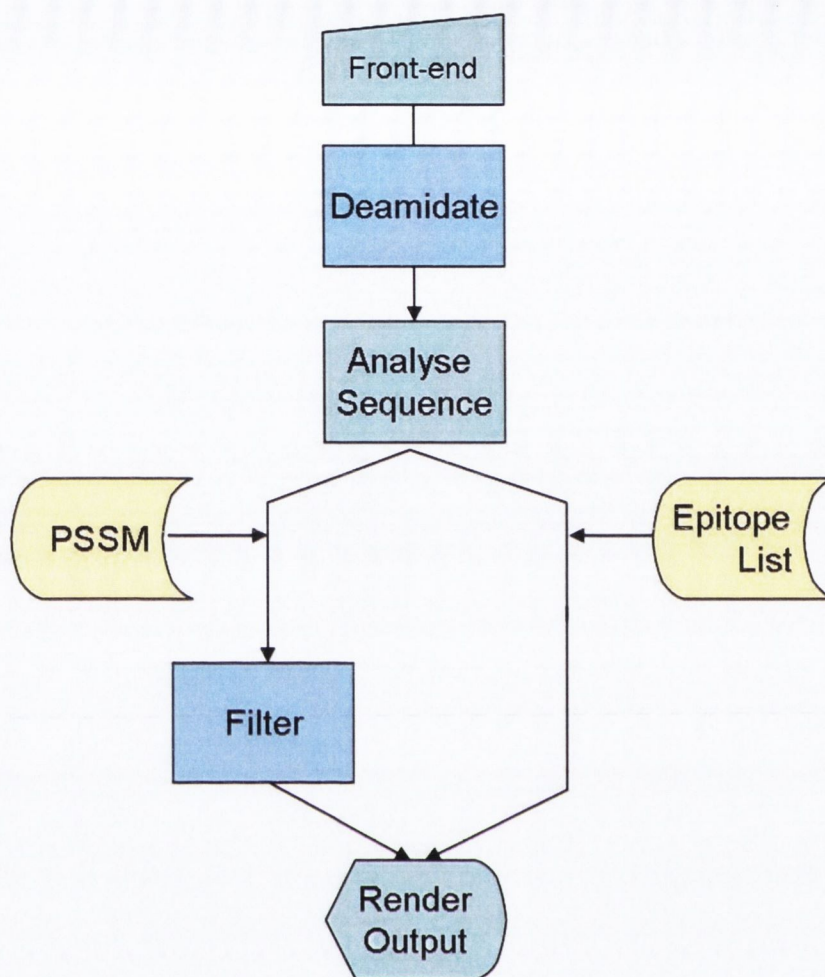 Front-end
Deamidate
Analyse
Sequence
PSSM
Epitope
List
Filter
Render
Output